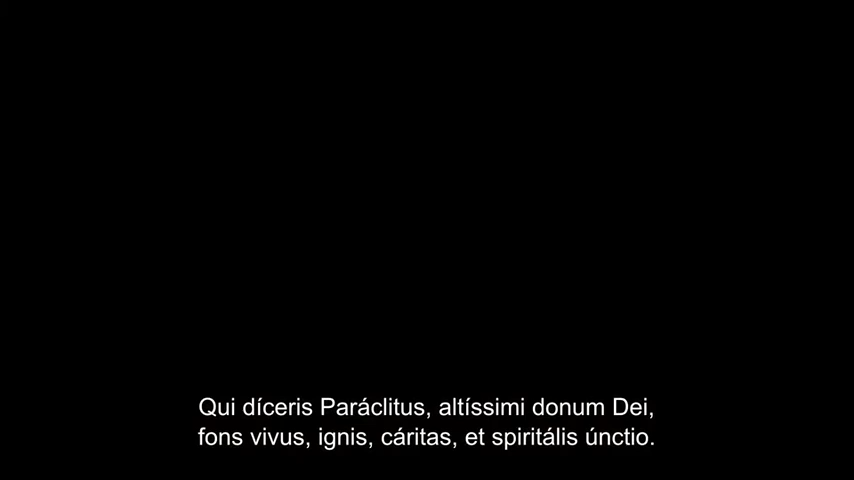 Qui díceris Paráclitus, altíssimi donum Dei,
fons vivus, ignis, cáritas, et spiritális únctio.